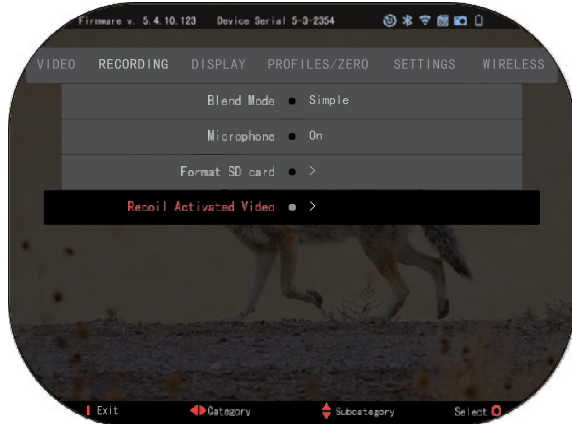 Firmware v. 5.4.10.123 Device Serial 5-3-2354
VIDEO RECORDING DISPLAY PROFILES/ZERO SETTINGS WIRELESS
Blend Mode Simple
Microphone On
Format SD card >
Recoil Activated Video >
Exit Category Subcategory Select